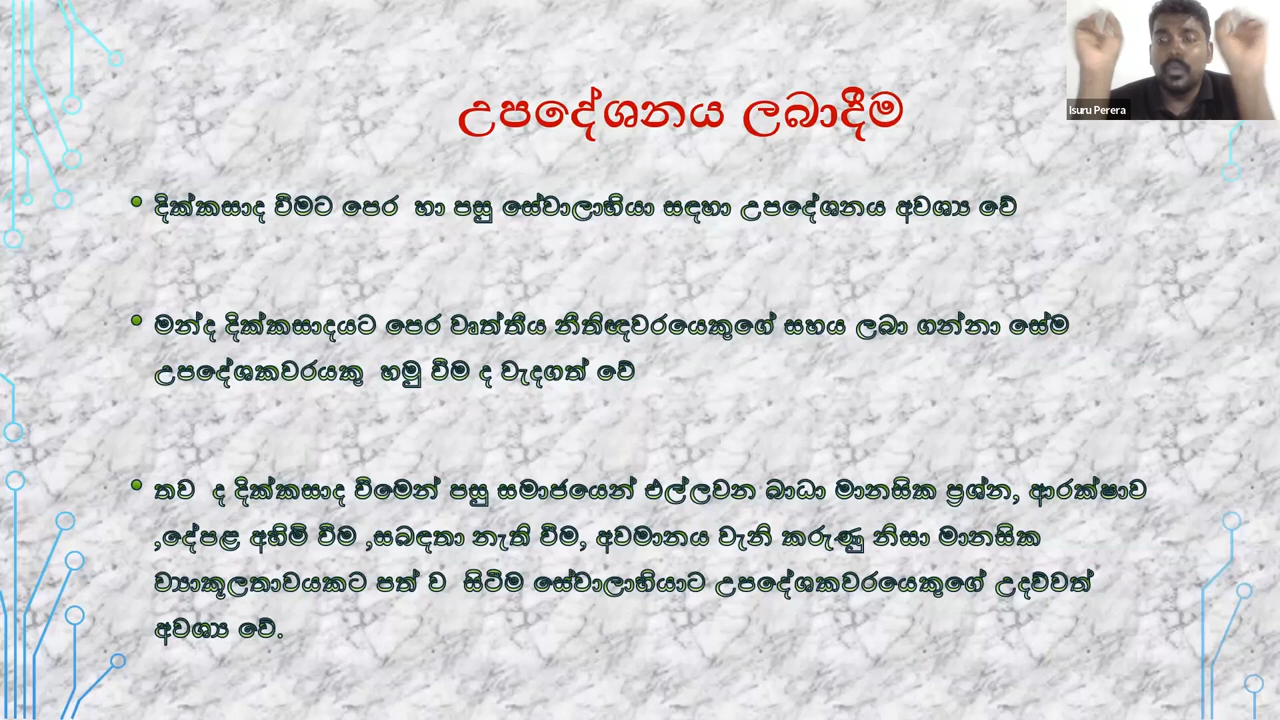 Isuru Perera
උපදේශනය ලබාදීම
• දික්කසාද වීමට පෙර හා පසු සේවාලාභියා සඳහා උපදේශනය අවශ්‍ය වේ
• මන්ද දික්කසාදයට පෙර වෘත්තීය නීතිඥවරයෙකුගේ සහය ලබා ගන්නා සේම
උපදේශකවරයකු හමු වීම ද වැදගත් වේ
• තව ද දික්කසාද වීමෙන් පසු සමාජයෙන් එල්ලවන බාධා මානසික ප්‍රශ්න, ආරක්ෂාව
,දේපළ අහිමි වීම ,සබඳතා නැති වීම, අවමානය වැනි කරුණු නිසා මානසික
ව්‍යාකූලතාවයකට පත් ව සිටිම සේවාලාභියාට උපදේශකවරයෙකුගේ උදව්වත්
අවශ්‍ය වේ.